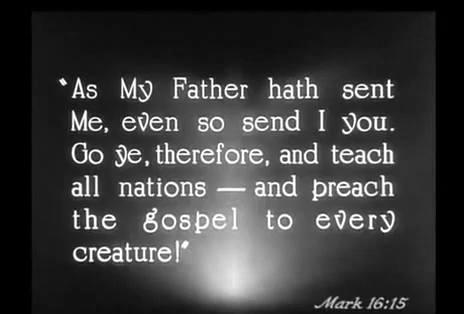 "As My Father hath sent
Me, even so send I you.
Go ye, therefore, and teach
all nations — and preach
the gospel to every
creature!"
Mark 16:15